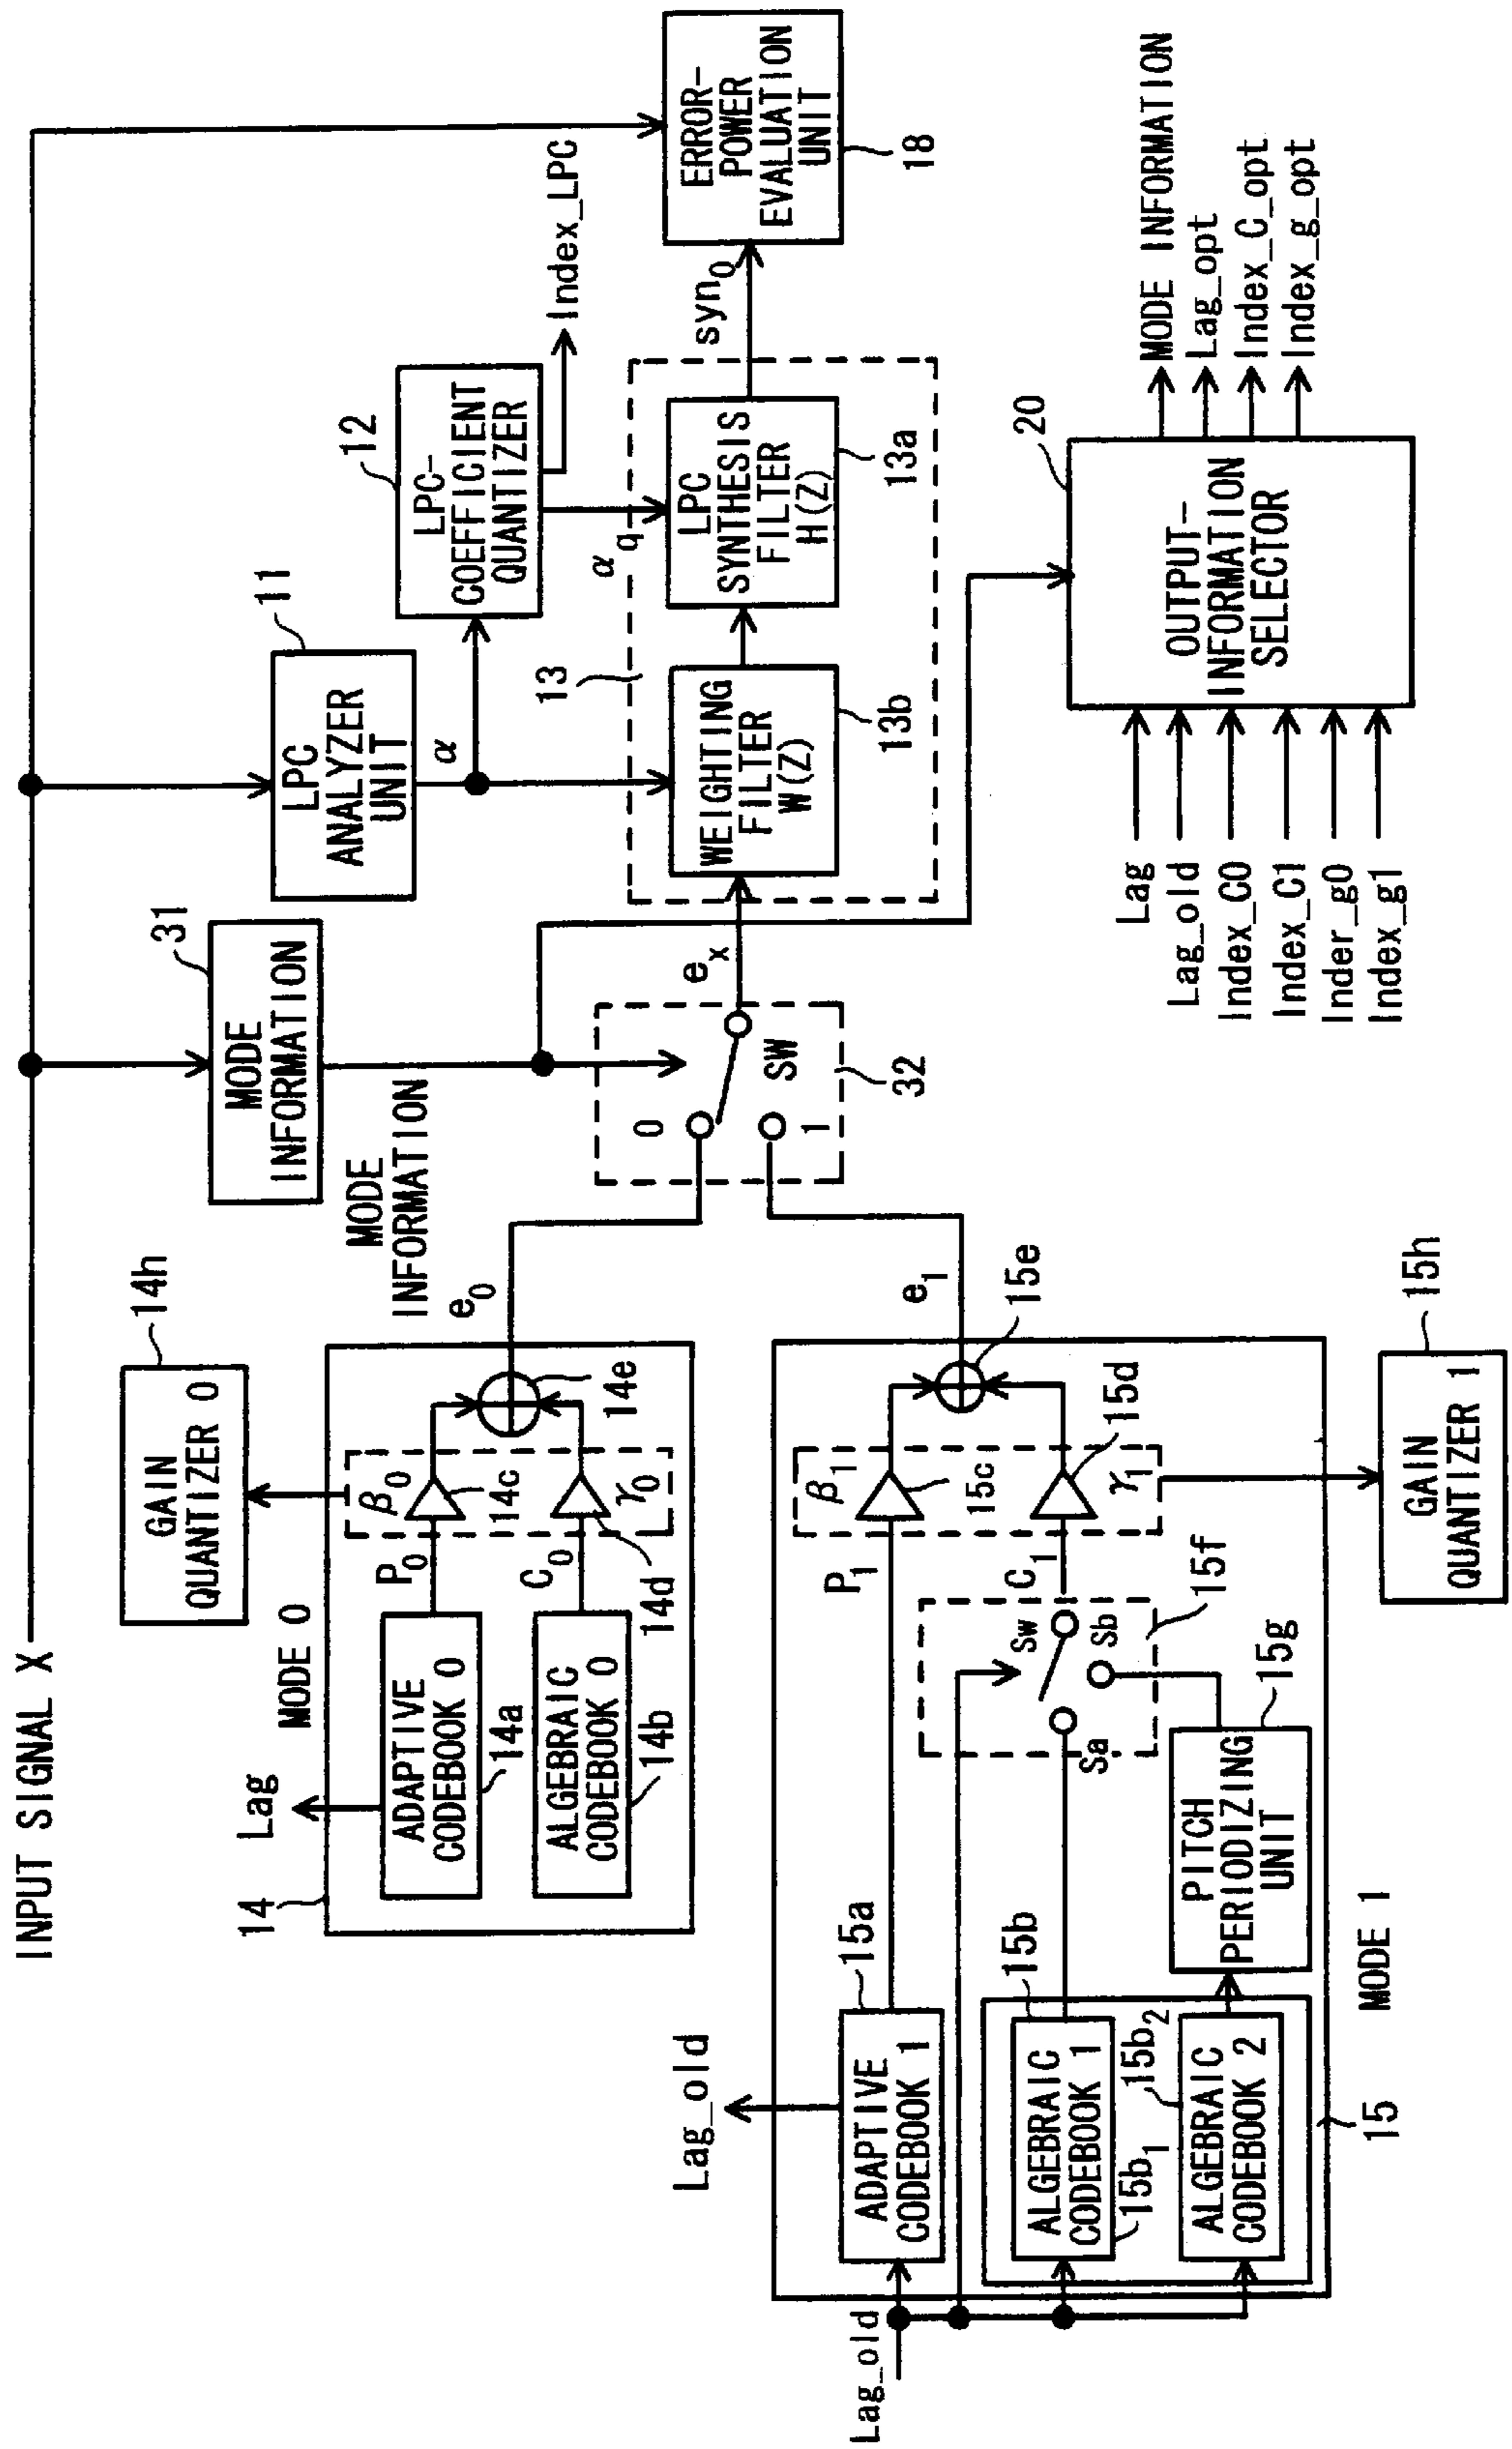 INPUT SIGNAL X
GAIN
QUANTIZER 0
14h
Lag
14
MODE 0
ADAPTIVE
CODEBOOK 0
14a
ALGEBRAIC
CODEBOOK 0
14b
P0
C0
β0
14c
γ0
14d
14e
e0
MODE
INFORMATION
31
MODE
INFORMATION
LPC
ANALYZER
UNIT
11
α
LPC-
COEFFICIENT
QUANTIZER
12
Index_LPC
αq
0
1
SW
32
ex
13
WEIGHTING
FILTER
W(Z)
13b
LPC
SYNTHESIS
FILTER
H(Z)
13a
syn0
ERROR-
POWER
EVALUATION
UNIT
18
Lag_old
Lag_old
ADAPTIVE
CODEBOOK 1
15a
ALGEBRAIC
CODEBOOK 1
15b
15b1
ALGEBRAIC
CODEBOOK 2
15b2
15
MODE 1
PITCH
PERIODIZING
UNIT
15g
Sa
Sw
Sb
15f
P1
C1
β1
15c
γ1
15d
15e
e1
GAIN
QUANTIZER 1
15h
Lag
Lag_old
Index_C0
Index_C1
Inder_g0
Index_g1
OUTPUT-
INFORMATION
SELECTOR
20
MODE INFORMATION
Lag_opt
Index_C_opt
Index_g_opt